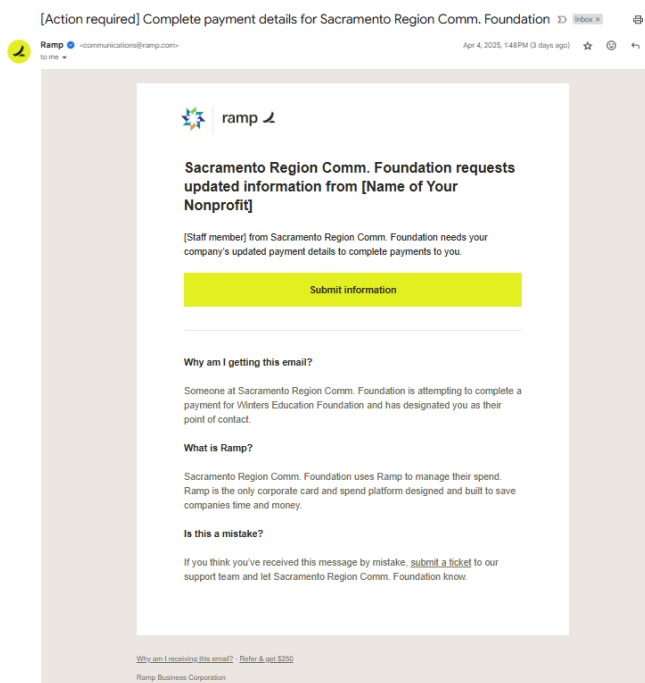 [Action required] Complete payment details for Sacramento Region Comm. Foundation Inbox ×
Ramp <communications@ramp.com> Apr 4, 2025, 1:48 PM (3 days ago)
to me
ramp
Sacramento Region Comm. Foundation requests
updated information from [Name of Your
Nonprofit]
[Staff member] from Sacramento Region Comm. Foundation needs your
company's updated payment details to complete payments to you.
Submit information
Why am I getting this email?
Someone at Sacramento Region Comm. Foundation is attempting to complete a
payment for Winters Education Foundation and has designated you as their
point of contact.
What is Ramp?
Sacramento Region Comm. Foundation uses Ramp to manage their spend.
Ramp is the only corporate card and spend platform designed and built to save
companies time and money.
Is this a mistake?
If you think you've received this message by mistake, submit a ticket to our
support team and let Sacramento Region Comm. Foundation know.
Why am I receiving this email? · Refer & get $250
Ramp Business Corporation